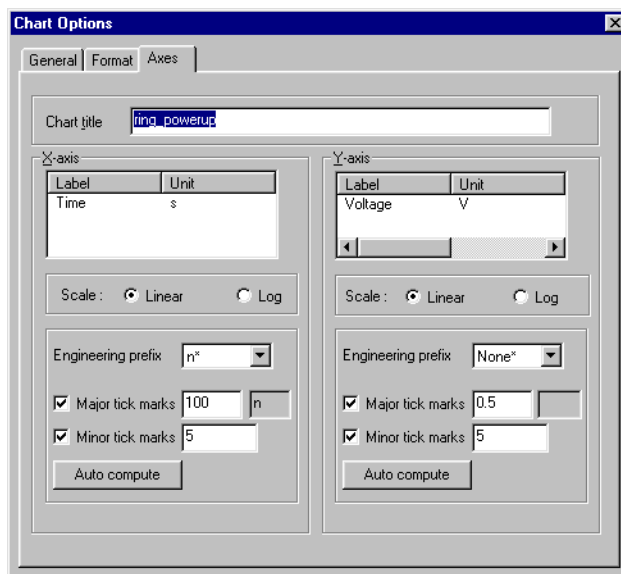 Chart Options
General Format Axes
Chart title ring_powerup
X-axis
Label Unit
Time s
Scale : Linear Log
Engineering prefix n*
Major tick marks 100 n
Minor tick marks 5
Auto compute
Y-axis
Label Unit
Voltage V
Scale : Linear Log
Engineering prefix None*
Major tick marks 0.5
Minor tick marks 5
Auto compute